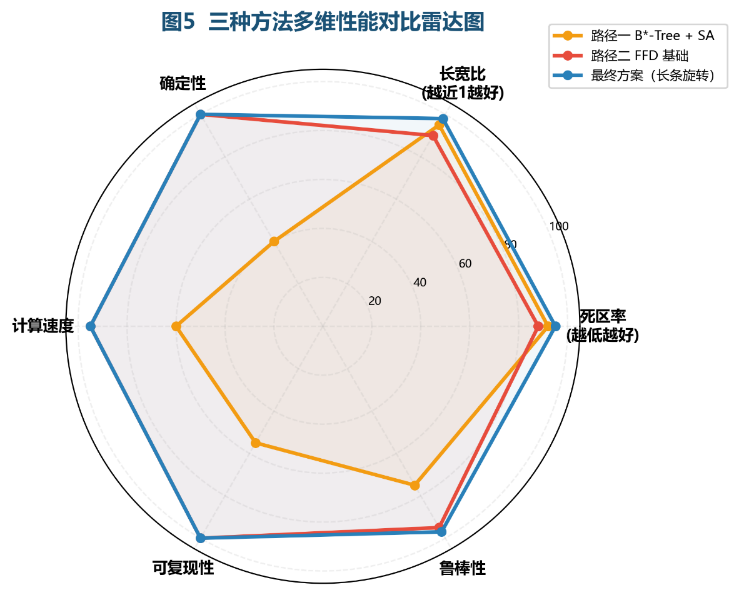 图5 三种方法多维性能对比雷达图
路径一 B*-Tree + SA
路径二 FFD 基础
最终方案（长条旋转）
确定性
长宽比
(越近1越好)
100
80
60
40
20
计算速度
死区率
(越低越好)
可复现性
鲁棒性